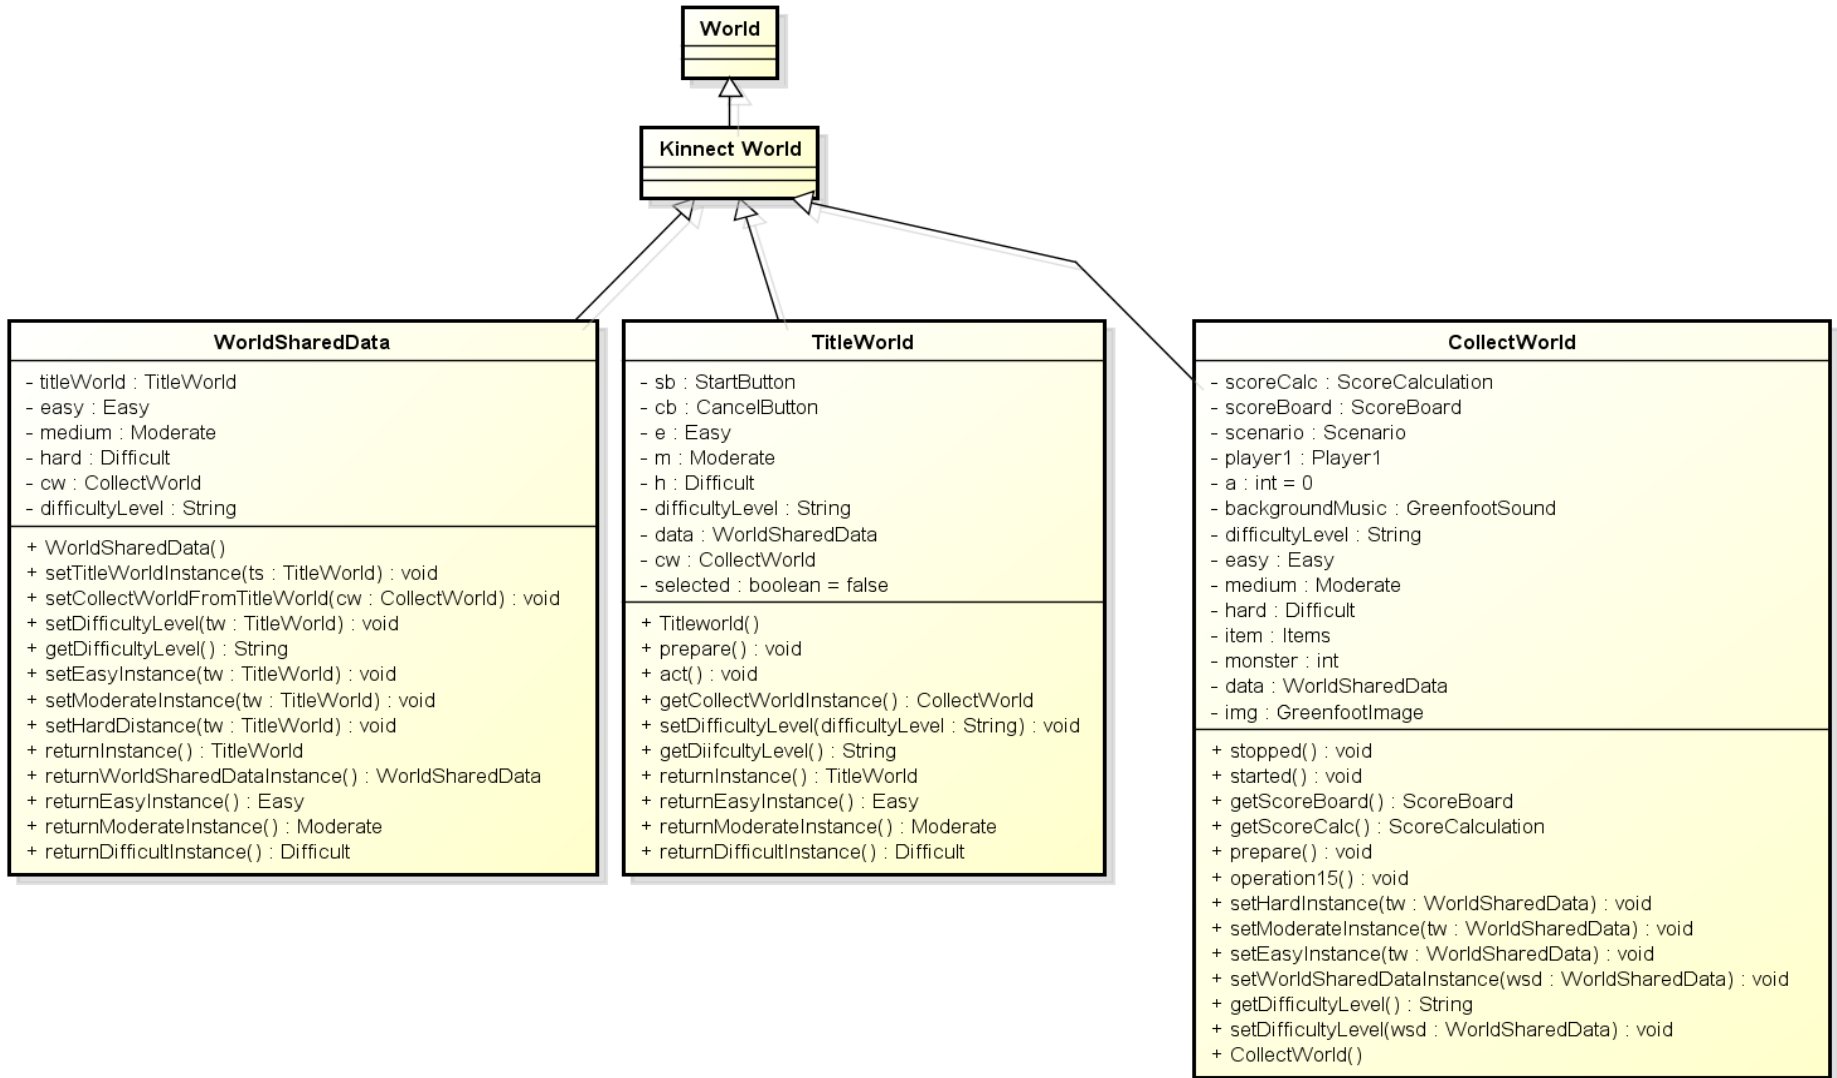 World
Kinnect World
WorldSharedData
- titleWorld : TitleWorld
- easy : Easy
- medium : Moderate
- hard : Difficult
- cw : CollectWorld
- difficultyLevel : String
+ WorldSharedData()
+ setTitleWorldInstance(ts : TitleWorld) : void
+ setCollectWorldFromTitleWorld(cw : CollectWorld) : void
+ setDifficultyLevel(tw : TitleWorld) : void
+ getDifficultyLevel() : String
+ setEasyInstance(tw : TitleWorld) : void
+ setModerateInstance(tw : TitleWorld) : void
+ setHardDistance(tw : TitleWorld) : void
+ returnInstance() : TitleWorld
+ returnWorldSharedDataInstance() : WorldSharedData
+ returnEasyInstance() : Easy
+ returnModerateInstance() : Moderate
+ returnDifficultInstance() : Difficult
TitleWorld
- sb : StartButton
- cb : CancelButton
- e : Easy
- m : Moderate
- h : Difficult
- difficultyLevel : String
- data : WorldSharedData
- cw : CollectWorld
- selected : boolean = false
+ Titleworld()
+ prepare() : void
+ act() : void
+ getCollectWorldInstance() : CollectWorld
+ setDifficultyLevel(difficultyLevel : String) : void
+ getDiifcultyLevel() : String
+ returnInstance() : TitleWorld
+ returnEasyInstance() : Easy
+ returnModerateInstance() : Moderate
+ returnDifficultInstance() : Difficult
CollectWorld
- scoreCalc : ScoreCalculation
- scoreBoard : ScoreBoard
- scenario : Scenario
- player1 : Player1
- a : int = 0
- backgroundMusic : GreenfootSound
- difficultyLevel : String
- easy : Easy
- medium : Moderate
- hard : Difficult
- item : Items
- monster : int
- data : WorldSharedData
- img : GreenfootImage
+ stopped() : void
+ started() : void
+ getScoreBoard() : ScoreBoard
+ getScoreCalc() : ScoreCalculation
+ prepare() : void
+ operation15() : void
+ setHardInstance(tw : WorldSharedData) : void
+ setModerateInstance(tw : WorldSharedData) : void
+ setEasyInstance(tw : WorldSharedData) : void
+ setWorldSharedDataInstance(wsd : WorldSharedData) : void
+ getDifficultyLevel() : String
+ setDifficultyLevel(wsd : WorldSharedData) : void
+ CollectWorld()